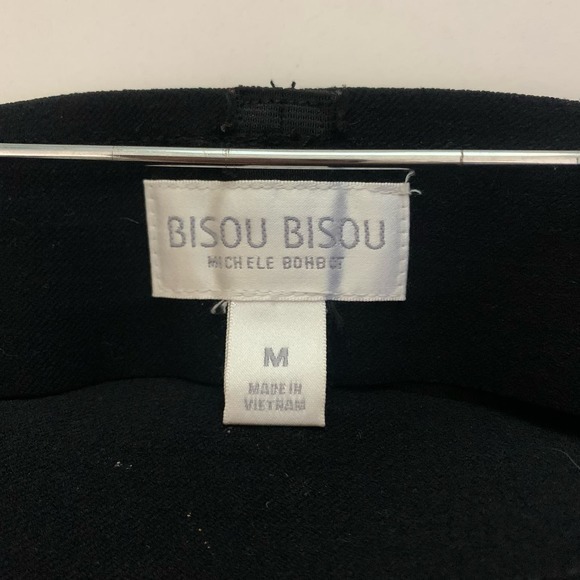 BISOU BISOU
MICHELE BOHBOT
M
MADE IN
VIETNAM